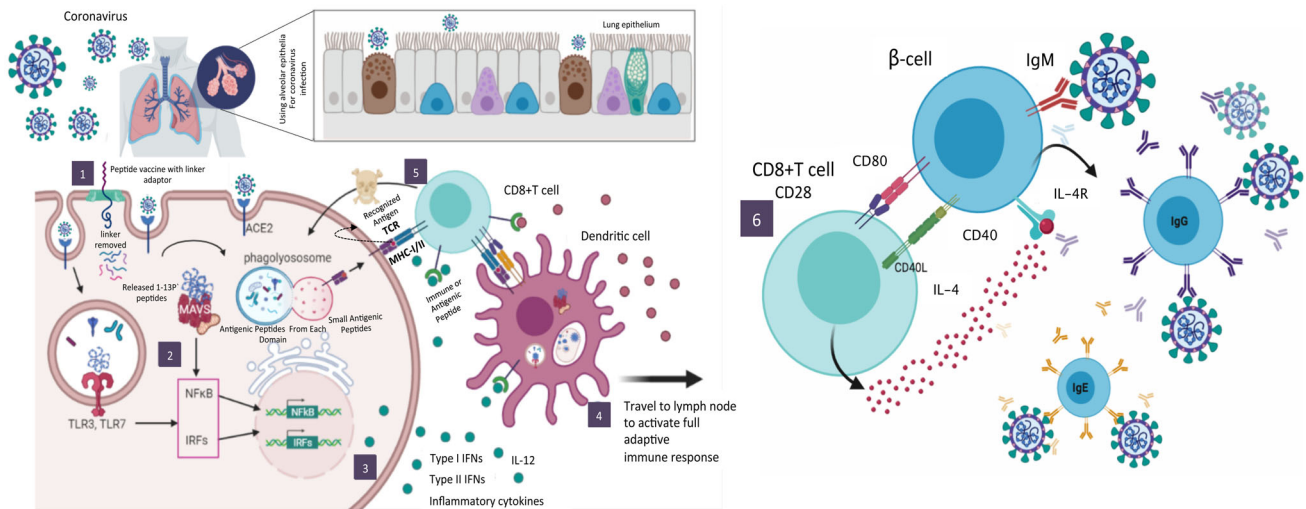 Coronavirus
Using alveolar epithelia
For coronavirus
infection
Lung epithelium
1
Peptide vaccine with linker
adaptor
linker
removed
ACE2
Released 1-13P'
peptides
MAVS
phagolyososome
Antigenic Peptides
Domain
From Each
Small Antigenic
Peptides
2
NFkB
IRFs
TLR3, TLR7
NFkB
IRFs
3
5
Recognized
Antigen
TCR
MHC-I/II
CD8+T cell
Immune or
Antigenic
Peptide
Dendritic cell
4
Travel to lymph node
to activate full
adaptive
immune response
Type I IFNs
IL-12
Type II IFNs
Inflammatory cytokines
6
CD8+T cell
CD28
CD80
β-cell
IgM
IL-4R
CD40
CD40L
IL-4
IgG
IgE